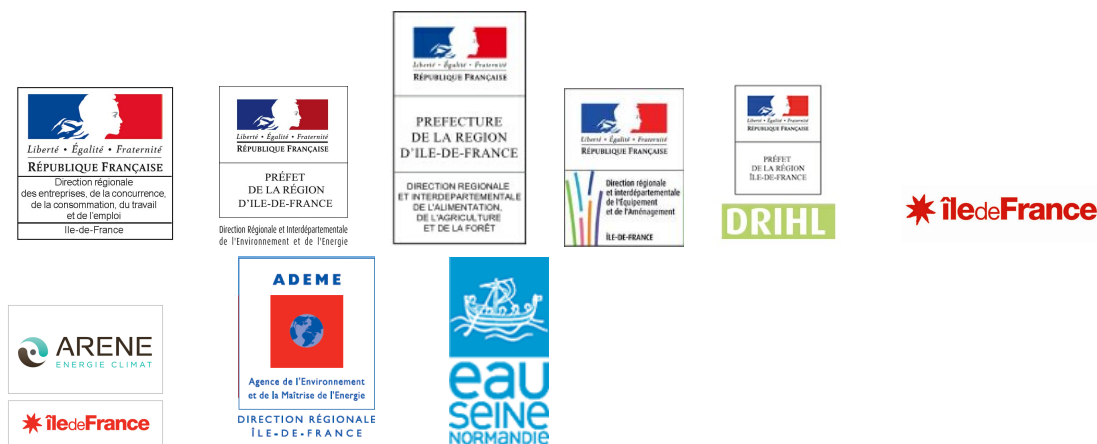 Liberté • Égalité • Fraternité
RÉPUBLIQUE FRANÇAISE
Direction régionale
des entreprises, de la concurrence,
de la consommation, du travail
et de l'emploi
Ile-de-France
Liberté • Égalité • Fraternité
RÉPUBLIQUE FRANÇAISE
PRÉFET
DE LA RÉGION
D'ILE-DE-FRANCE
Direction Régionale et Interdépartementale
de l'Environnement et de l'Energie
Liberté • Égalité • Fraternité
RÉPUBLIQUE FRANÇAISE
PREFECTURE
DE LA REGION
D'ILE-DE-FRANCE
DIRECTION REGIONALE
ET INTERDEPARTEMENTALE
DE L'ALIMENTATION,
DE L'AGRICULTURE
ET DE LA FORÊT
Liberté • Égalité • Fraternité
RÉPUBLIQUE FRANÇAISE
Direction régionale
et interdépartementale
de l'Équipement
et de l'Aménagement
ÎLE-DE-FRANCE
Liberté • Égalité • Fraternité
RÉPUBLIQUE FRANÇAISE
PRÉFET
DE LA RÉGION
ÎLE-DE-FRANCE
DRIHL
îledeFrance
ARENE
ENERGIE CLIMAT
îledeFrance
ADEME
Agence de l'Environnement
et de la Maîtrise de l'Energie
DIRECTION RÉGIONALE
ÎLE-DE-FRANCE
eau
seine
NORMANDIE